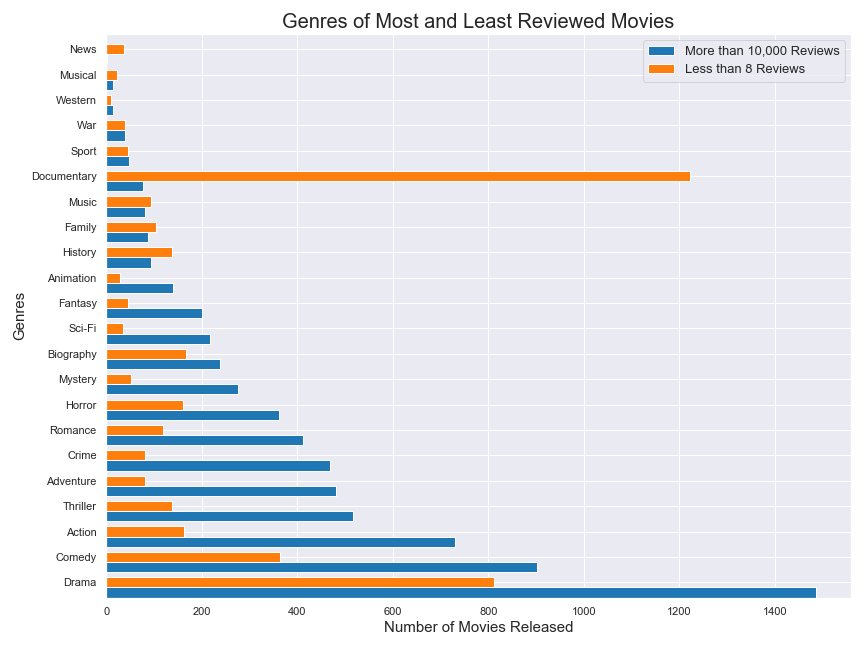 Genres of Most and Least Reviewed Movies
More than 10,000 Reviews
Less than 8 Reviews
Genres
News
Musical
Western
War
Sport
Documentary
Music
Family
History
Animation
Fantasy
Sci-Fi
Biography
Mystery
Horror
Romance
Crime
Adventure
Thriller
Action
Comedy
Drama
0 200 400 600 800 1000 1200 1400
Number of Movies Released